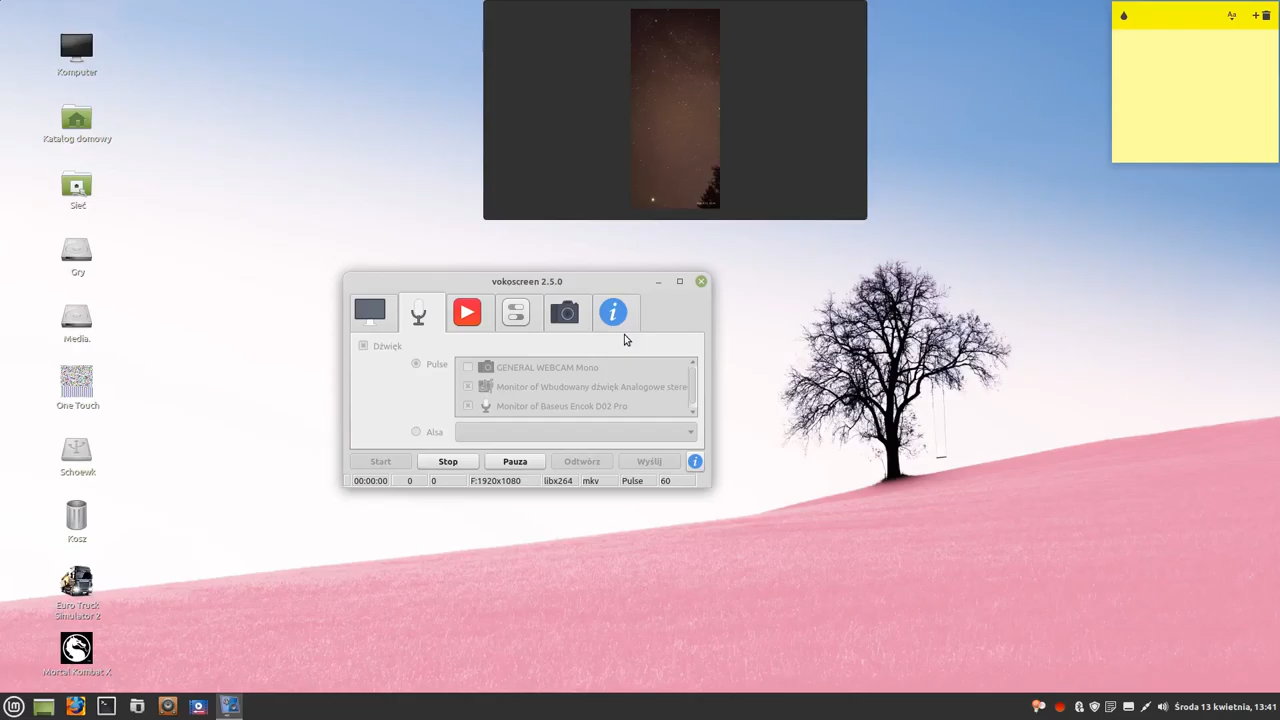 Komputer
Katalog domowy
Sieć
Gry
Media.
One Touch
Schoewk
Kosz
Euro Truck
Simulator 2
Mortal Kombat X
Aa
vokoscreen 2.5.0
Dźwięk
Pulse
GENERAL WEBCAM Mono
Monitor of Wbudowany dźwięk Analogowe stere
Monitor of Baseus Encok D02 Pro
Alsa
Start
Stop
Pauza
Odtwórz
Wyślij
00:00:00 0 0 F:1920x1080 libx264 mkv Pulse 60
Środa 13 kwietnia, 13:41